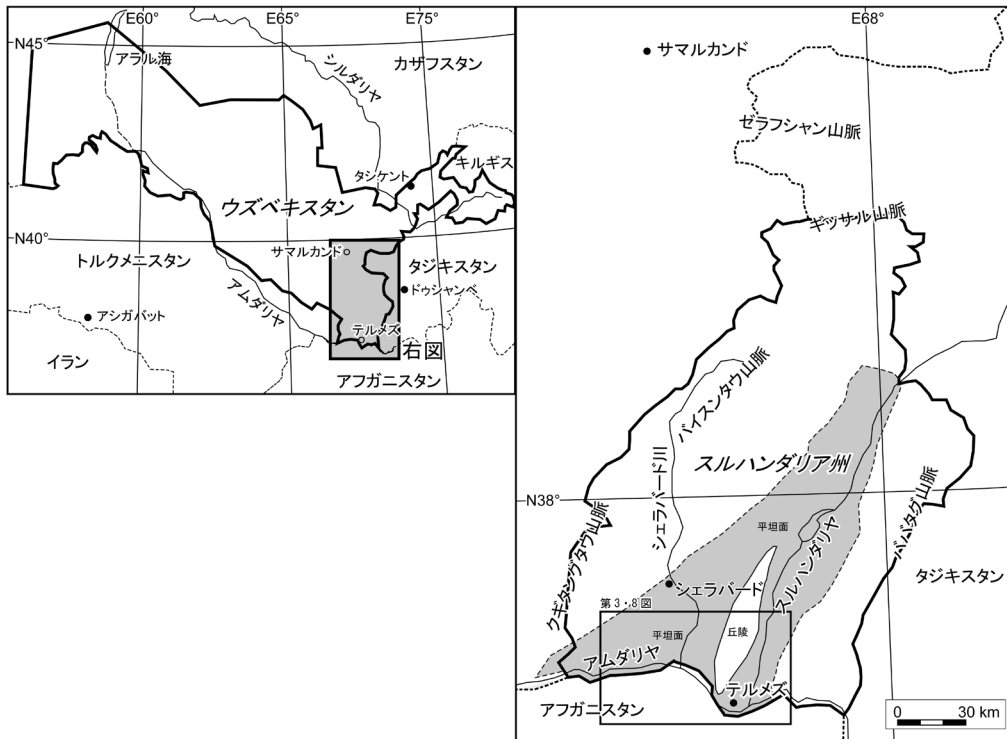 E60°
E65°
E75°
N45°
アラル海
シルダリヤ
カザフスタン
キルギス
タシケント
ウズベキスタン
N40°
サマルカンド
タジキスタン
トルクメニスタン
アムダリヤ
ドゥシャンベ
アシガバット
テルメズ
右図
イラン
アフガニスタン
E68°
サマルカンド
ゼラフシャン山脈
ギッサル山脈
バイスンタウ山脈
スルハンダリア州
シェラバード川
N38°
ババタグ山脈
平坦面
スルハンダリヤ
クギタングタウ山脈
シェラバード
タジキスタン
第3・8図
平坦面
丘陵
アムダリヤ
テルメズ
アフガニスタン
0 30 km